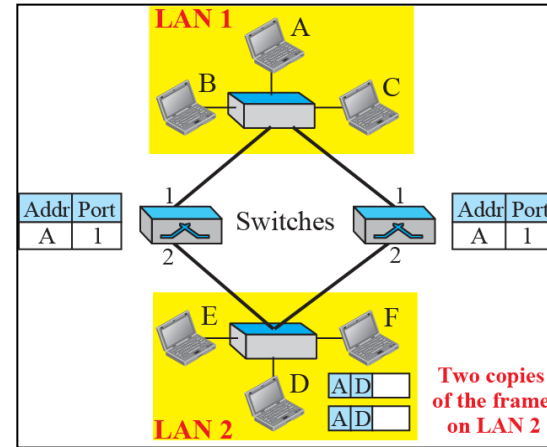 LAN 1
A
B
C
1
1
Addr Port
A 1
Switches
Addr Port
A 1
2
2
E
F
D
A D
A D
LAN 2
Two copies
of the frame
on LAN 2